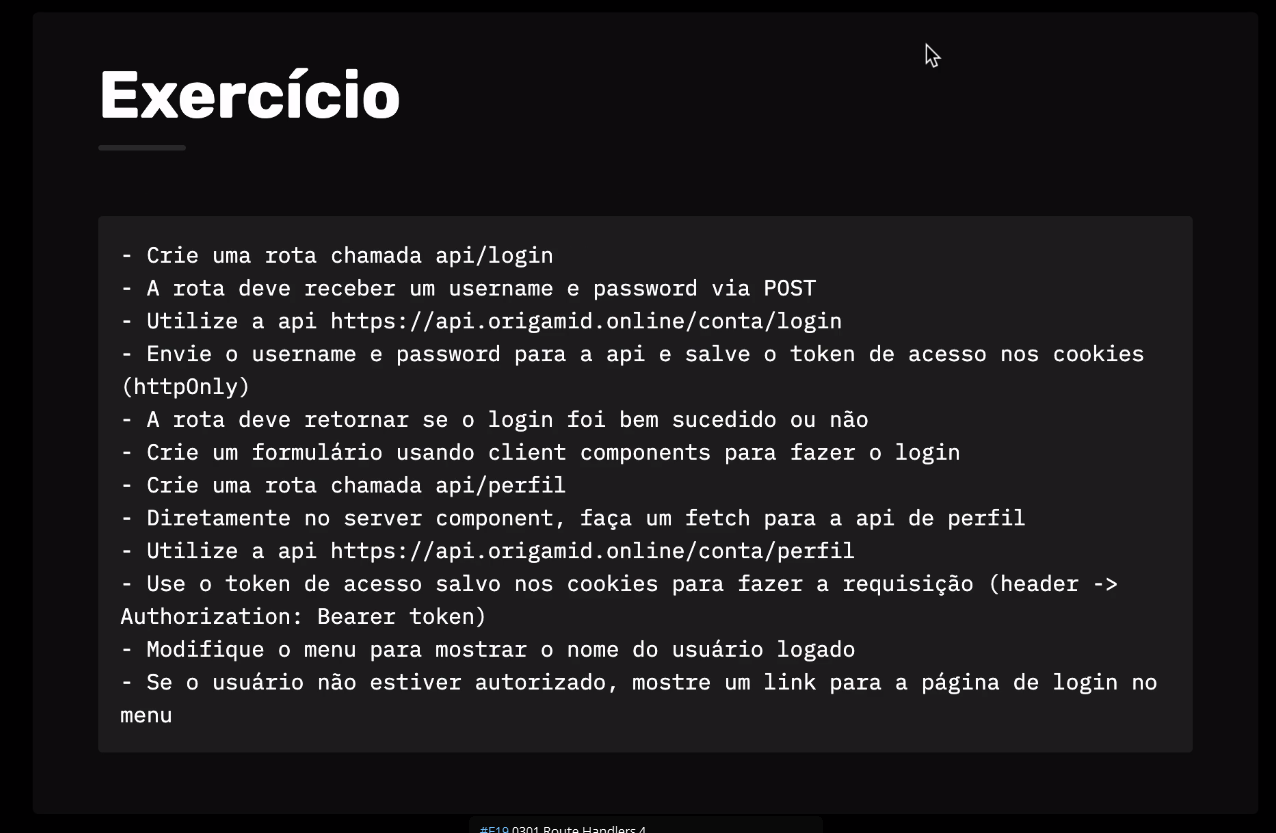 Exercício
- Crie uma rota chamada api/login
- A rota deve receber um username e password via POST
- Utilize a api https://api.origamid.online/conta/login
- Envie o username e password para a api e salve o token de acesso nos cookies
(httpOnly)
- A rota deve retornar se o login foi bem sucedido ou não
- Crie um formulário usando client components para fazer o login
- Crie uma rota chamada api/perfil
- Diretamente no server component, faça um fetch para a api de perfil
- Utilize a api https://api.origamid.online/conta/perfil
- Use o token de acesso salvo nos cookies para fazer a requisição (header ->
Authorization: Bearer token)
- Modifique o menu para mostrar o nome do usuário logado
- Se o usuário não estiver autorizado, mostre um link para a página de login no
menu
#F19 0301 Route Handlers 4